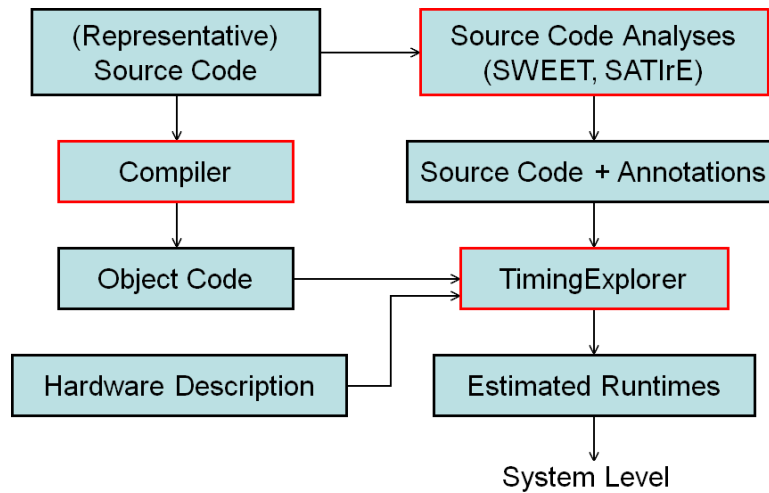 (Representative)
Source Code
Source Code Analyses
(SWEET, SATIrE)
Compiler
Source Code + Annotations
Object Code
TimingExplorer
Hardware Description
Estimated Runtimes
System Level